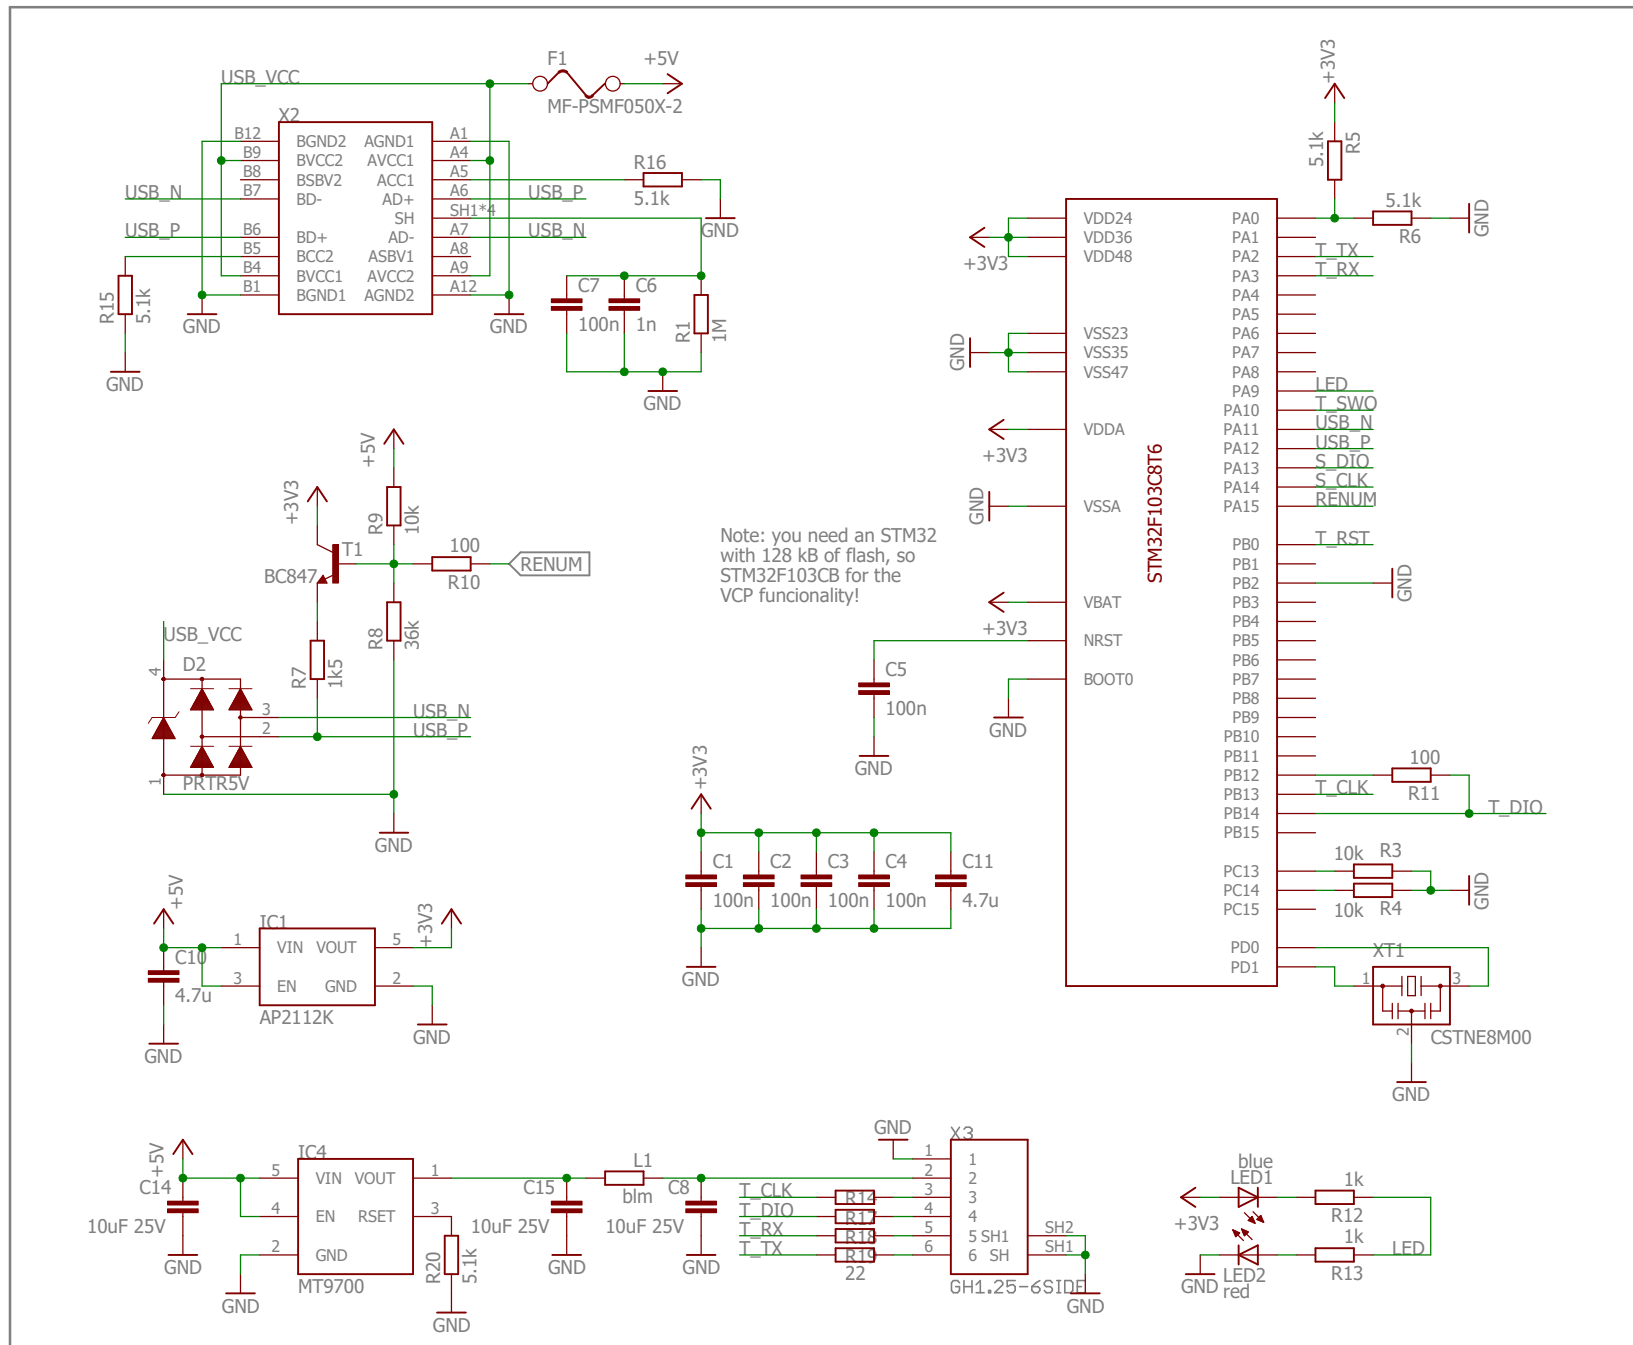 USB_VCC
F1
+5V
MF-PSMF050X-2
X2
B12 BGND2 AGND1 A1
B9 BVCC2 AVCC1 A4
B8 BSBV2 ACC1 A5
USB_N B7 BD- AD+ A6 USB_P
SH SH1*4
USB_P B6 BD+ AD- A7 USB_N
B5 BCC2 ASBV1 A8
B4 BVCC1 AVCC2 A9
B1 BGND1 AGND2 A12
R16
5.1k
GND
R15
5.1k
GND
GND
GND
C7
100n
C6
1n
R1
1M
GND
+5V
+3V3
R9
10k
T1
BC847
100
R10
RENUM
R8
36k
R7
1k5
USB_VCC
4
D2
3 USB_N
2 USB_P
1
PRTR5V
GND
+5V
C10
4.7u
GND
IC1
1 VIN VOUT 5
3 EN GND 2
AP2112K
+3V3
GND
+3V3
C1
100n
C2
100n
C3
100n
C4
100n
C11
4.7u
GND
Note: you need an STM32
with 128 kB of flash, so
STM32F103CB for the
VCP funcionality!
C5
100n
GND
GND
+3V3
5.1k
R5
5.1k
R6
GND
STM32F103C8T6
+3V3
VDD24
VDD36
VDD48
GND
VSS23
VSS35
VSS47
+3V3
VDDA
GND
VSSA
+3V3
VBAT
NRST
BOOT0
PA0
PA1
PA2 T_TX
PA3 T_RX
PA4
PA5
PA6
PA7
PA8
PA9 LED
PA10 T_SWO
PA11 USB_N
PA12 USB_P
PA13 S_DIO
PA14 S_CLK
PA15 RENUM
PB0 T_RST
PB1
PB2 GND
PB3
PB4
PB5
PB6
PB7
PB8
PB9
PB10
PB11
PB12
PB13 T_CLK
PB14 T_DIO
PB15
100
R11
PC13 10k R3
PC14 10k R4
PC15
GND
PD0
PD1
XT1
1
3
2
CSTNE8M00
GND
+5V
C14
10uF 25V
GND
IC4
5 VIN VOUT 1
4 EN RSET 3
2 GND
MT9700
GND
R20
5.1k
GND
C15
10uF 25V
GND
L1
blm
C8
10uF 25V
GND
GND
X3
1 1
2 2
T_CLK R14 3 3
T_DIO R17 4 4
T_RX R18 5 5 SH1 SH2
T_TX R19 6 6 SH SH1
22
GH1.25-6SIDE
GND
blue
LED1
+3V3
1k
R12
1k
R13
LED
GND
LED2
red